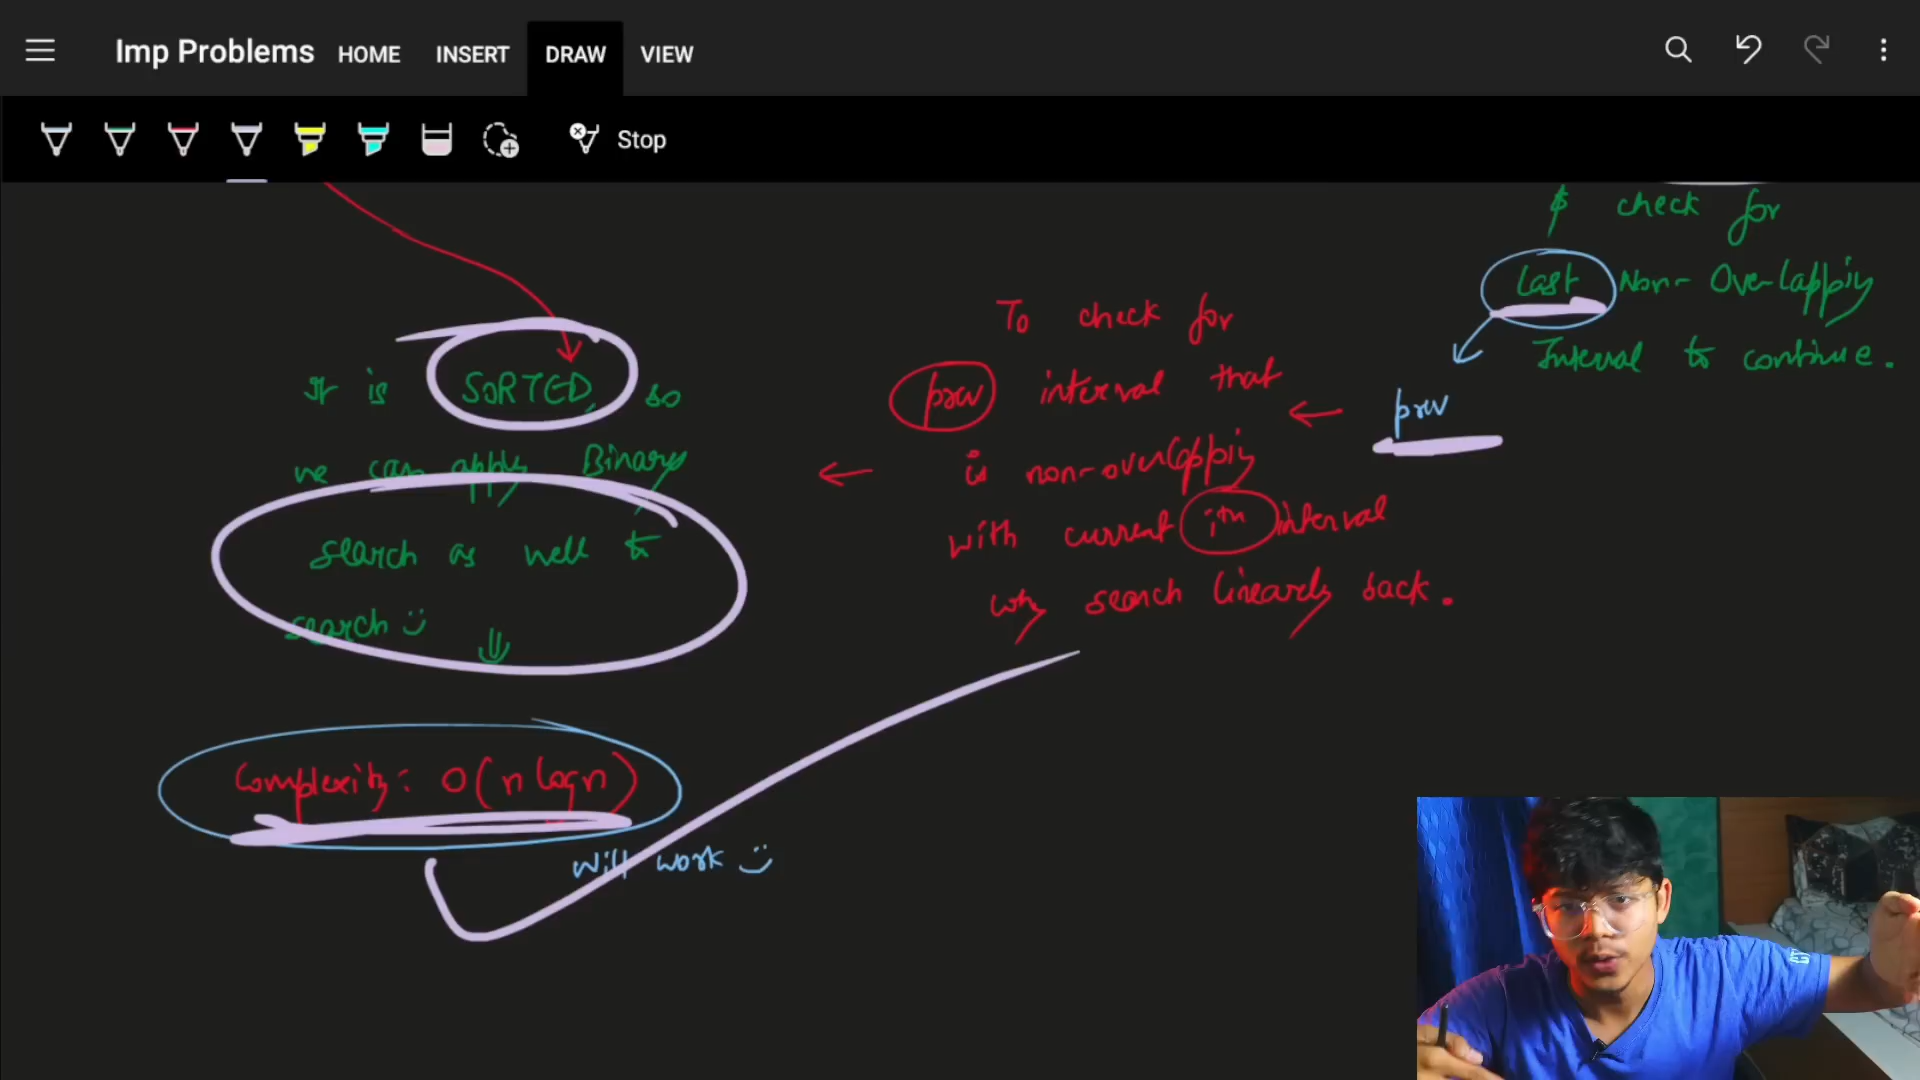 Imp Problems HOME INSERT DRAW VIEW
Stop
$ check for
Last Non-Overlapping
Interval to continue.
prev
To check for
prev interval that
is non-overlapping
with current ith interval
why search linearly back.
It is SORTED, so
we can apply Binary
search as well to
search :)
Complexity: O(n logn)
will work :)